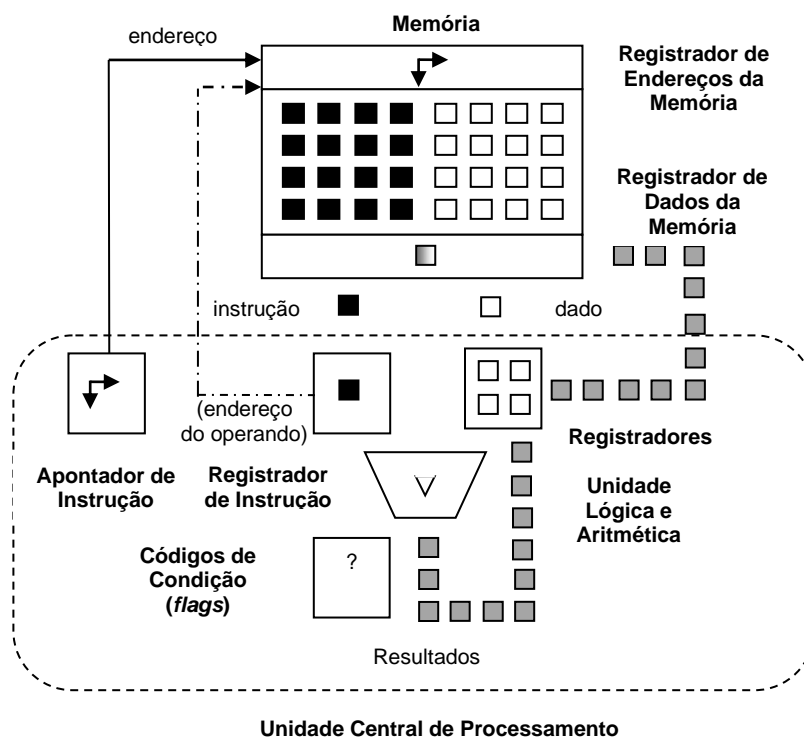 Memória
endereço
Registrador de
Endereços da
Memória
Registrador de
Dados da
Memória
instrução
dado
(endereço
do operando)
Registradores
Apontador de
Instrução
Registrador
de Instrução
Unidade
Lógica e
Aritmética
Códigos de
Condição
(flags)
?
Resultados
Unidade Central de Processamento